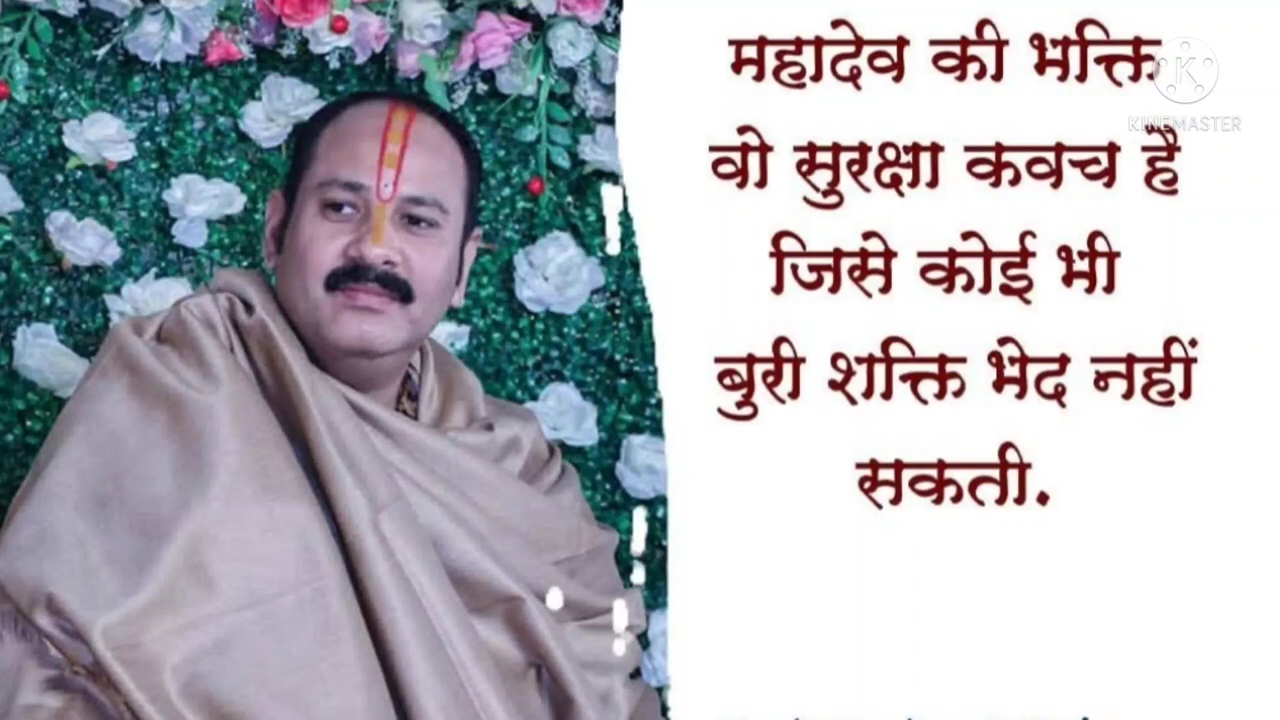 महादेव की भक्ति
वो सुरक्षा कवच है
जिसे कोई भी
बुरी शक्ति भेद नहीं
सकती.
K
KINEMASTER